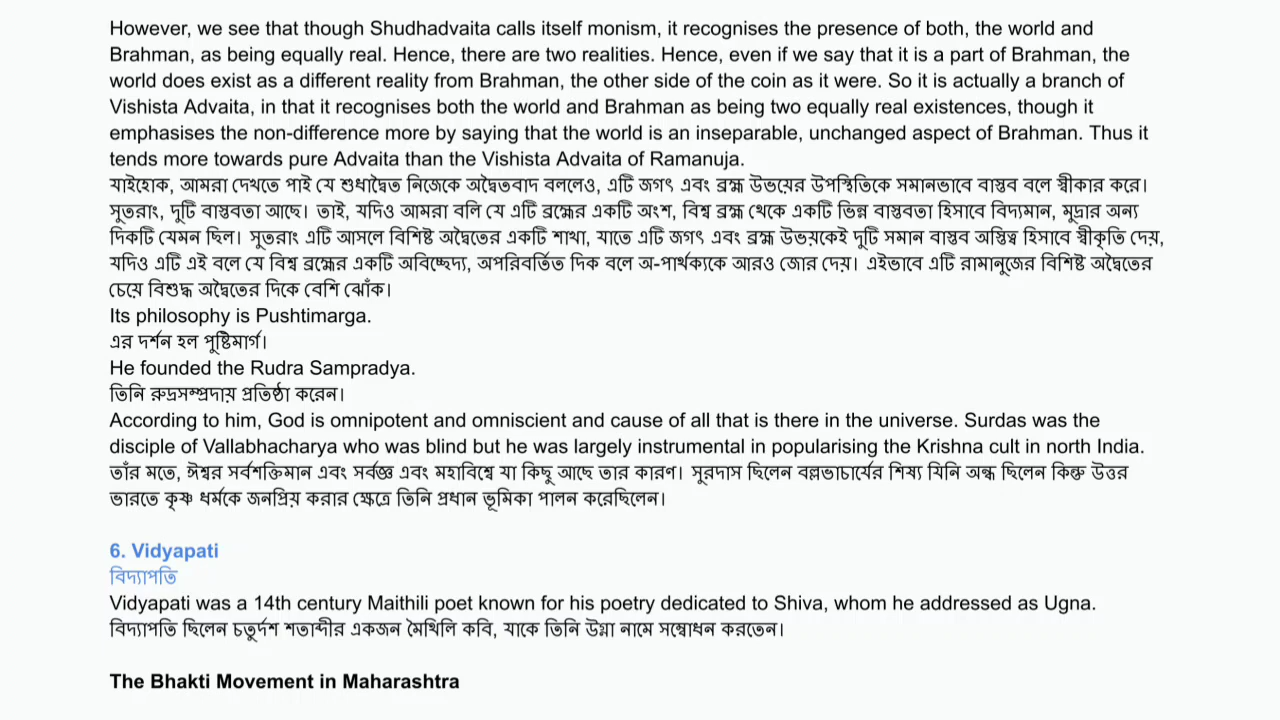 However, we see that though Shudhadvaita calls itself monism, it recognises the presence of both, the world and
Brahman, as being equally real. Hence, there are two realities. Hence, even if we say that it is a part of Brahman, the
world does exist as a different reality from Brahman, the other side of the coin as it were. So it is actually a branch of
Vishista Advaita, in that it recognises both the world and Brahman as being two equally real existences, though it
emphasises the non-difference more by saying that the world is an inseparable, unchanged aspect of Brahman. Thus it
tends more towards pure Advaita than the Vishista Advaita of Ramanuja.
যাইহোক, আমরা দেখতে পাই যে শুধাদ্বৈত নিজেকে অদ্বৈতবাদ বললেও, এটি জগৎ এবং ব্রহ্ম উভয়ের উপস্থিতিকে সমানভাবে বাস্তব বলে স্বীকার করে।
সুতরাং, দুটি বাস্তবতা আছে। তাই, যদিও আমরা বলি যে এটি ব্রহ্মের একটি অংশ, বিশ্ব ব্রহ্ম থেকে একটি ভিন্ন বাস্তবতা হিসাবে বিদ্যমান, মুদ্রার অন্য
দিকটি যেমন ছিল। সুতরাং এটি আসলে বিশিষ্ট অদ্বৈতের একটি শাখা, যাতে এটি জগৎ এবং ব্রহ্ম উভয়কেই দুটি সমান বাস্তব অস্তিত্ব হিসাবে স্বীকৃতি দেয়,
যদিও এটি এই বলে যে বিশ্ব ব্রহ্মের একটি অবিচ্ছেদ্য, অপরিবর্তিত দিক বলে অ-পার্থক্যকে আরও জোর দেয়। এইভাবে এটি রামানুজের বিশিষ্ট অদ্বৈতের
চেয়ে বিশুদ্ধ অদ্বৈতের দিকে বেশি ঝোঁক।
Its philosophy is Pushtimarga.
এর দর্শন হল পুষ্টিমার্গ।
He founded the Rudra Sampradya.
তিনি রুদ্রসম্প্রদায় প্রতিষ্ঠা করেন।
According to him, God is omnipotent and omniscient and cause of all that is there in the universe. Surdas was the
disciple of Vallabhacharya who was blind but he was largely instrumental in popularising the Krishna cult in north India.
তাঁর মতে, ঈশ্বর সর্বশক্তিমান এবং সর্বজ্ঞ এবং মহাবিশ্বে যা কিছু আছে তার কারণ। সুরদাস ছিলেন বল্লভাচার্যের শিষ্য যিনি অন্ধ ছিলেন কিন্তু উত্তর
ভারতে কৃষ্ণ ধর্মকে জনপ্রিয় করার ক্ষেত্রে তিনি প্রধান ভূমিকা পালন করেছিলেন।
6. Vidyapati
বিদ্যাপতি
Vidyapati was a 14th century Maithili poet known for his poetry dedicated to Shiva, whom he addressed as Ugna.
বিদ্যাপতি ছিলেন চতুর্দশ শতাব্দীর একজন মৈথিলি কবি, যাকে তিনি উগ্না নামে সম্বোধন করতেন।
The Bhakti Movement in Maharashtra